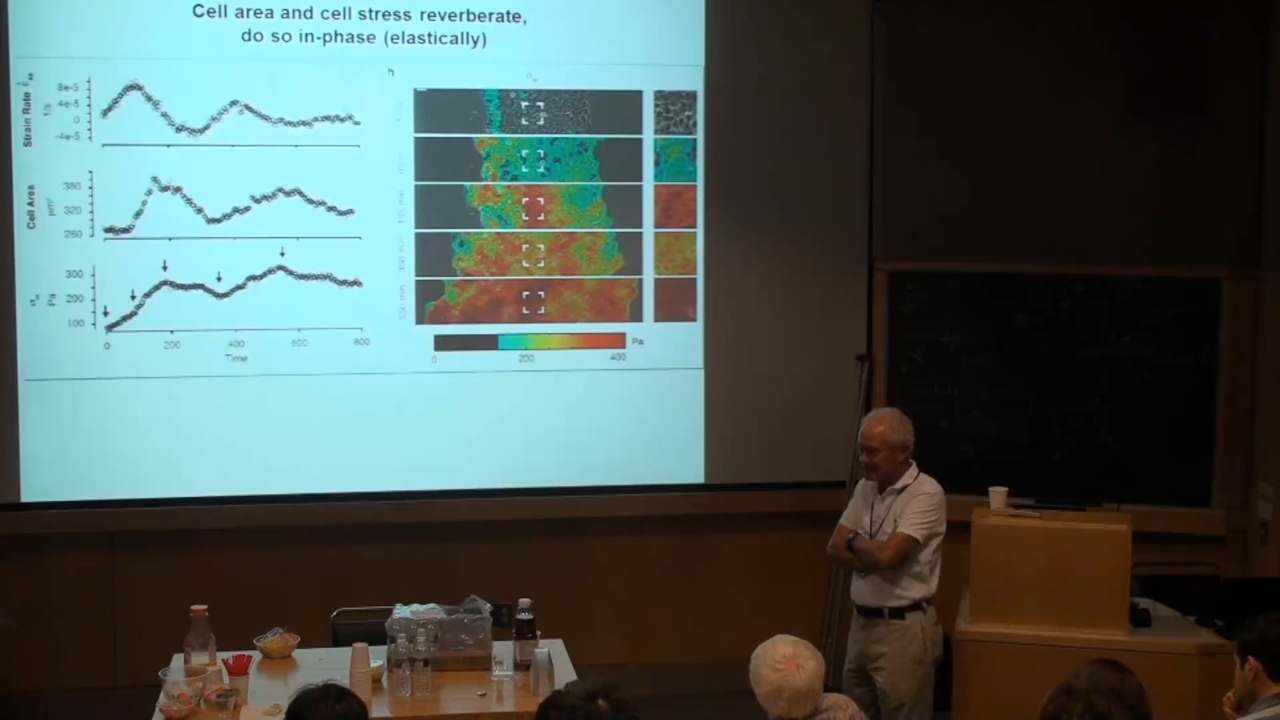 Cell area and cell stress reverberate,
do so in-phase (elastically)
h
Strain Rate
1/s
8e-5
4e-5
0
-4e-5
Cell Area
µm²
380
320
260
Pa
300
200
100
0
200
400
600
800
Time
Pa
0
200
400